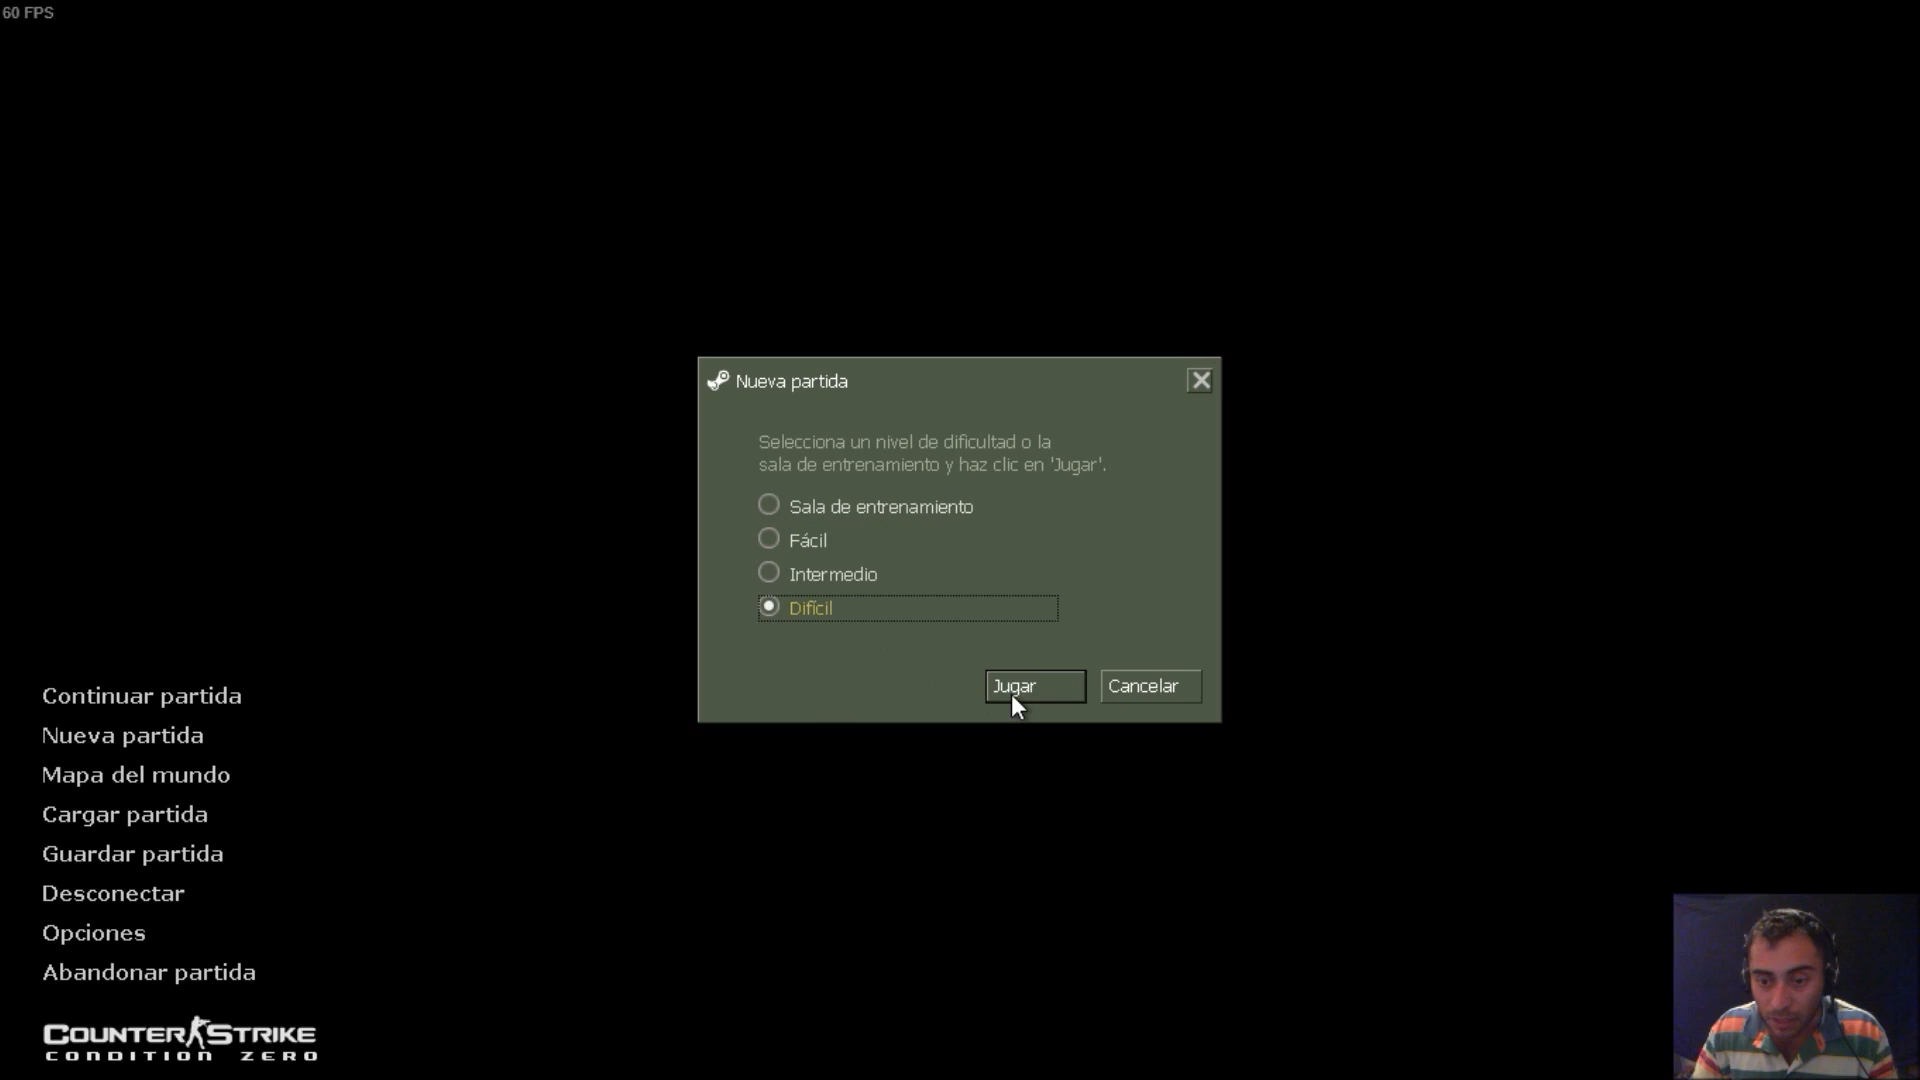 60 FPS
Nueva partida
Selecciona un nivel de dificultad o la
sala de entrenamiento y haz clic en 'Jugar'.
Sala de entrenamiento
Fácil
Intermedio
Difícil
Jugar
Cancelar
Continuar partida
Nueva partida
Mapa del mundo
Cargar partida
Guardar partida
Desconectar
Opciones
Abandonar partida
COUNTER STRIKE
CONDITION ZERO